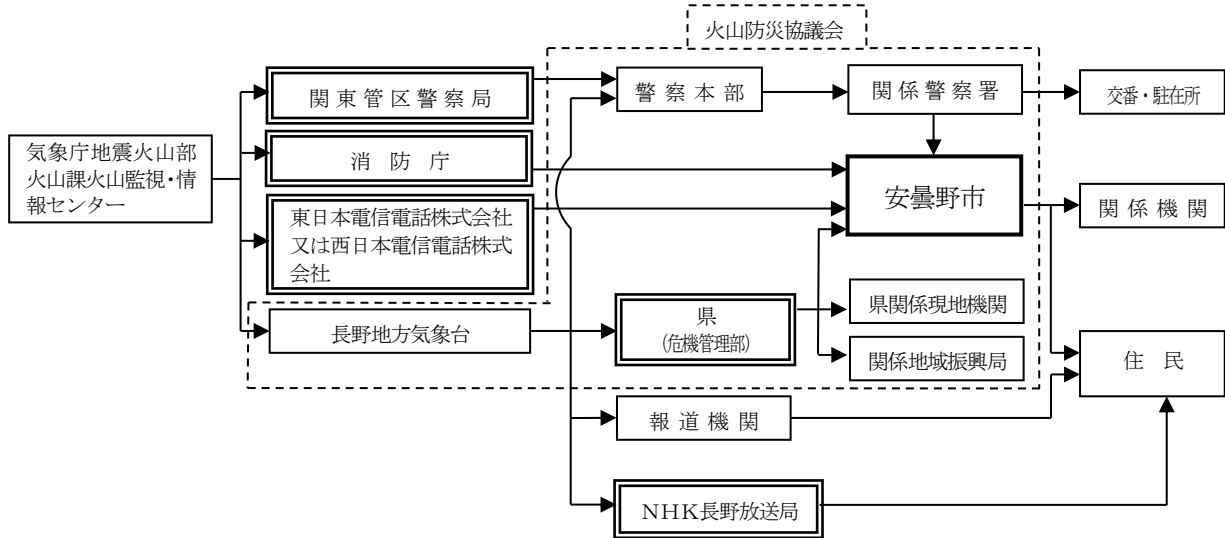 火山防災協議会
関東管区警察局
警察本部
関係警察署
交番・駐在所
気象庁地震火山部
火山課火山監視・情
報センター
消防庁
安曇野市
東日本電信電話株式会社
又は西日本電信電話株式
会社
関係機関
長野地方気象台
県
(危機管理部)
県関係現地機関
関係地域振興局
住民
報道機関
NHK長野放送局